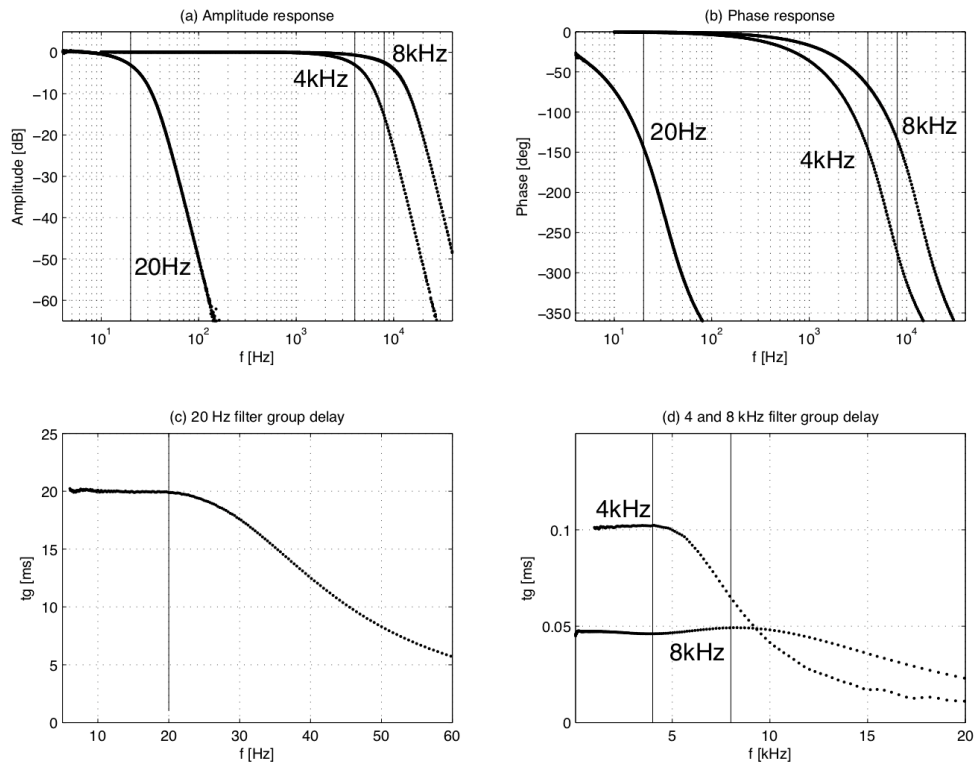 (a) Amplitude response
0
−10
−20
−30
−40
−50
−60
Amplitude [dB]
8kHz
4kHz
20Hz
10^1
10^2
10^3
10^4
f [Hz]
(b) Phase response
0
−50
−100
−150
−200
−250
−300
−350
Phase [deg]
20Hz
8kHz
4kHz
10^1
10^2
10^3
10^4
f [Hz]
(c) 20 Hz filter group delay
25
20
15
10
5
0
tg [ms]
10
20
30
40
50
60
f [Hz]
(d) 4 and 8 kHz filter group delay
0.1
0.05
0
tg [ms]
4kHz
8kHz
5
10
15
20
f [kHz]